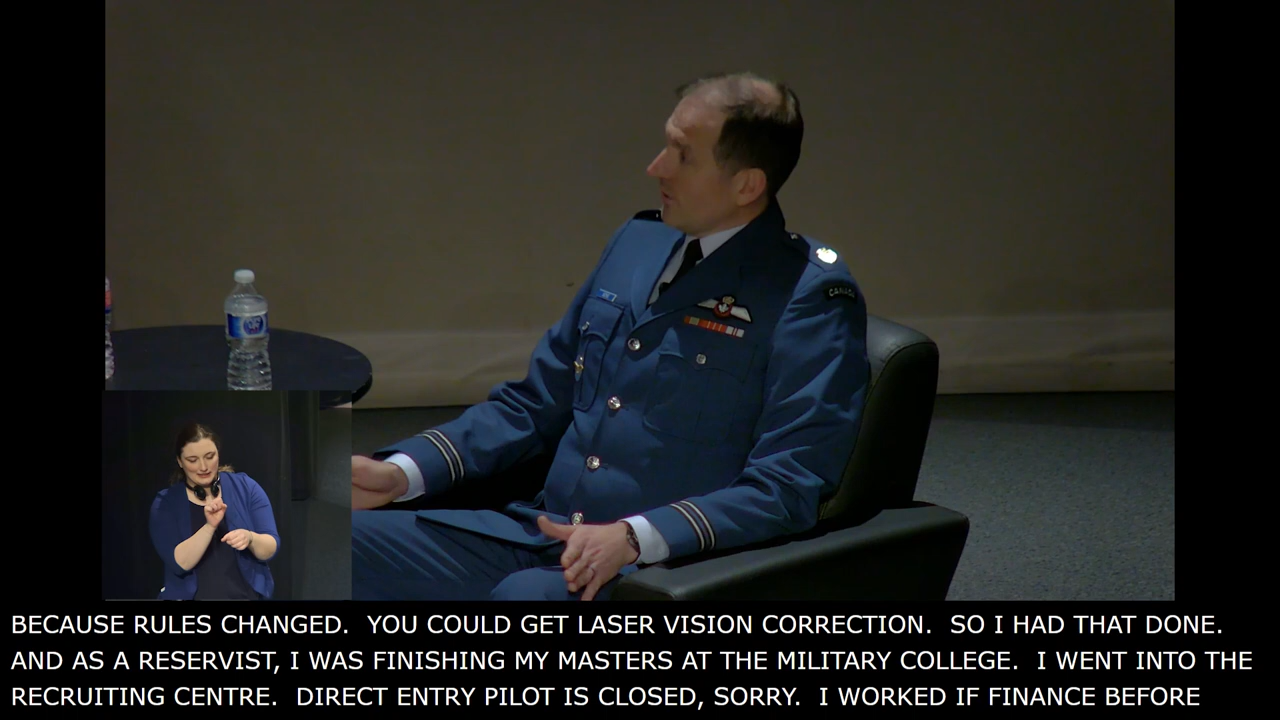 CANADA
BECAUSE RULES CHANGED.  YOU COULD GET LASER VISION CORRECTION.  SO I HAD THAT DONE.
AND AS A RESERVIST, I WAS FINISHING MY MASTERS AT THE MILITARY COLLEGE.  I WENT INTO THE
RECRUITING CENTRE.  DIRECT ENTRY PILOT IS CLOSED, SORRY.  I WORKED IF FINANCE BEFORE